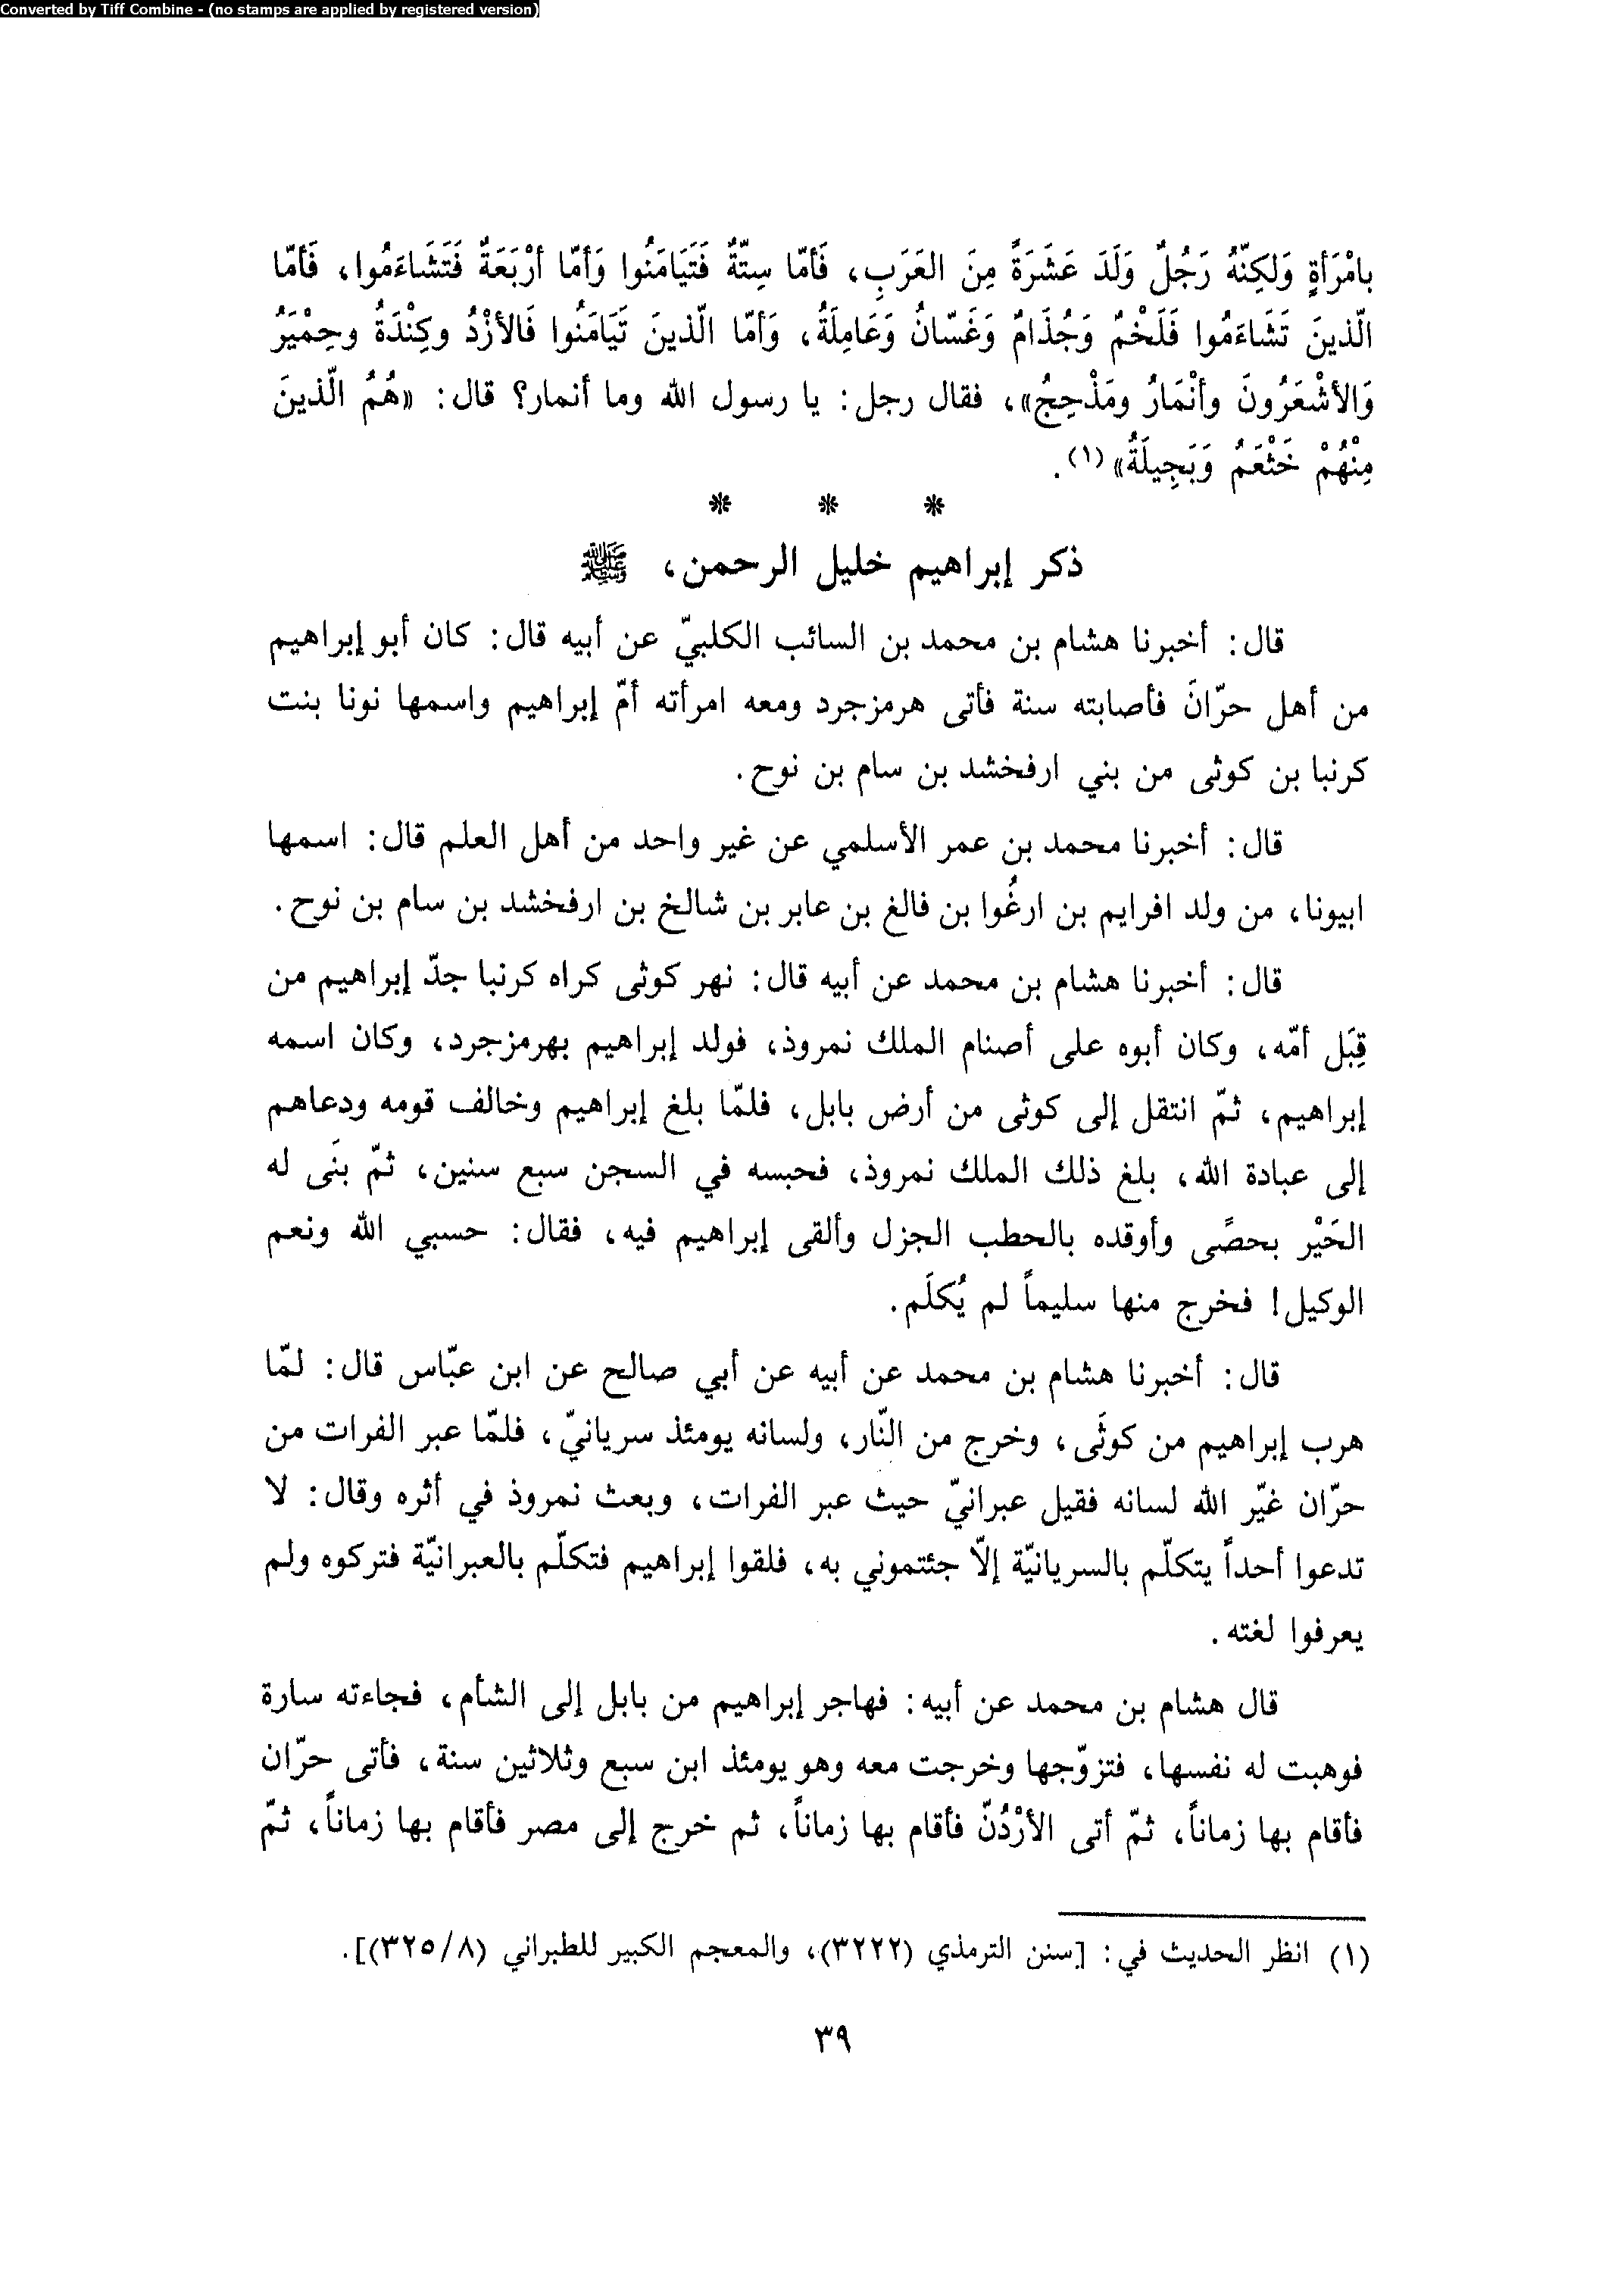 Converted by Tiff Combine - (no stamps are applied by registered version)
بامْرَأةٍ وَلكِنّهُ رَجُلٌ وَلَدَ عَشَرَةً مِنَ العَرَبِ، فَأمّا سِتّةٌ فَتَيَامَنُوا وَأمّا أرْبَعَةٌ فَتَشَاءَمُوا، فَأمّا
الّذينَ تَشَاءَمُوا فَلَخْمٌ وَجُذَامٌ وَغَسّانُ وَعَامِلَةُ، وَأمّا الّذينَ تَيَامَنُوا فَالأزْدُ وكِنْدَةُ وحِمْيَرُ
وَالأشْعَرُونَ وأنْمَارُ ومَذْحِجُ»، فقال رجل: يا رسول الله وما أنمار؟ قال: «هُمُ الّذينَ
مِنْهُمْ خَثْعَمُ وَبَجِيلَةُ»(١).
* * *
ذكر إبراهيم خليل الرحمن، ﷺ
قال: أخبرنا هشام بن محمد بن السائب الكلبيّ عن أبيه قال: كان أبو إبراهيم
من أهل حرّانَ فأصابته سنة فأتى هرمزجرد ومعه امرأته أمّ إبراهيم واسمها نونا بنت
كرنبا بن كوثى من بني ارفخشد بن سام بن نوح.
قال: أخبرنا محمد بن عمر الأسلمي عن غير واحد من أهل العلم قال: اسمها
ابيونا، من ولد افرايم بن ارغُوا بن فالغ بن عابر بن شالخ بن ارفخشد بن سام بن نوح.
قال: أخبرنا هشام بن محمد عن أبيه قال: نهر كوثى كراه كرنبا جدّ إبراهيم من
قِبَل أمّه، وكان أبوه على أصنام الملك نمروذ، فولد إبراهيم بهرمزجرد، وكان اسمه
إبراهيم، ثمّ انتقل إلى كوثى من أرض بابل، فلمّا بلغ إبراهيم وخالف قومه ودعاهم
إلى عبادة الله، بلغ ذلك الملك نمروذ، فحبسه في السجن سبع سنين، ثمّ بنَى له
الحَيْر بحصًى وأوقده بالحطب الجزل وألقى إبراهيم فيه، فقال: حسبي الله ونعم
الوكيل! فخرج منها سليماً لم يُكلَم.
قال: أخبرنا هشام بن محمد عن أبيه عن أبي صالح عن ابن عبّاس قال: لمّا
هرب إبراهيم من كوثَى، وخرج من النّار، ولسانه يومئذ سريانيّ، فلمّا عبر الفرات من
حرّان غيّر الله لسانه فقيل عبرانيّ حيث عبر الفرات، وبعث نمروذ في أثره وقال: لا
تدعوا أحداً يتكلّم بالسريانيّة إلّا جئتموني به، فلقوا إبراهيم فتكلّم بالعبرانيّة فتركوه ولم
يعرفوا لغته.
قال هشام بن محمد عن أبيه: فهاجر إبراهيم من بابل إلى الشأم، فجاءته سارة
فوهبت له نفسها، فتزوّجها وخرجت معه وهو يومئذ ابن سبع وثلاثين سنة، فأتى حرّان
فأقام بها زماناً، ثمّ أتى الأرْدُنّ فأقام بها زماناً، ثم خرج إلى مصر فأقام بها زماناً، ثمّ
(١) انظر الحديث في: [سنن الترمذي (٣٢٢٢)، والمعجم الكبير للطبراني (٣٢٥/٨)].
٣٩